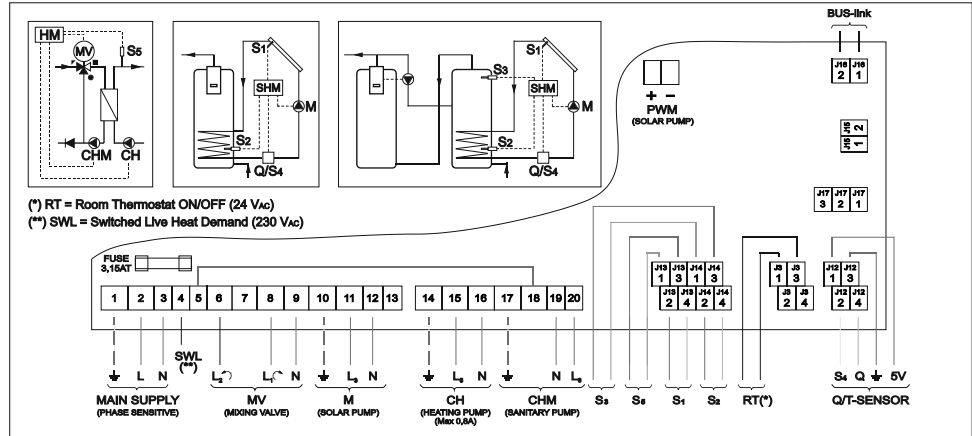 BUS-link
HM
MV
S5
CHM
CH
S1
SHM
M
S2
Q/S4
S1
S3
SHM
M
S2
Q/S4
+ −
PWM
(SOLAR PUMP)
J16 2 J16 1
J15 1 J15 2
J17 3 J17 2 J17 1
(*) RT = Room Thermostat ON/OFF (24 VAC)
(**) SWL = Switched Live Heat Demand (230 VAC)
FUSE
3,15AT
1 2 3 4 5 6 7 8 9 10 11 12 13 14 15 16 17 18 19 20
J13 1 J13 3 J14 1 J14 3
J13 2 J13 4 J14 2 J14 4
J3 1 J3 3
J3 2 J3 4
J12 1 J12 3
J12 2 J12 4
SWL
(**)
L N L2 L1 N L3 N L5 N N L6 S3 S5 S1 S2 RT(*) S4 Q 5V
MAIN SUPPLY
(PHASE SENSITIVE)
MV
(MIXING VALVE)
M
(SOLAR PUMP)
CH
(HEATING PUMP)
(Max 0,8A)
CHM
(SANITARY PUMP)
Q/T-SENSOR